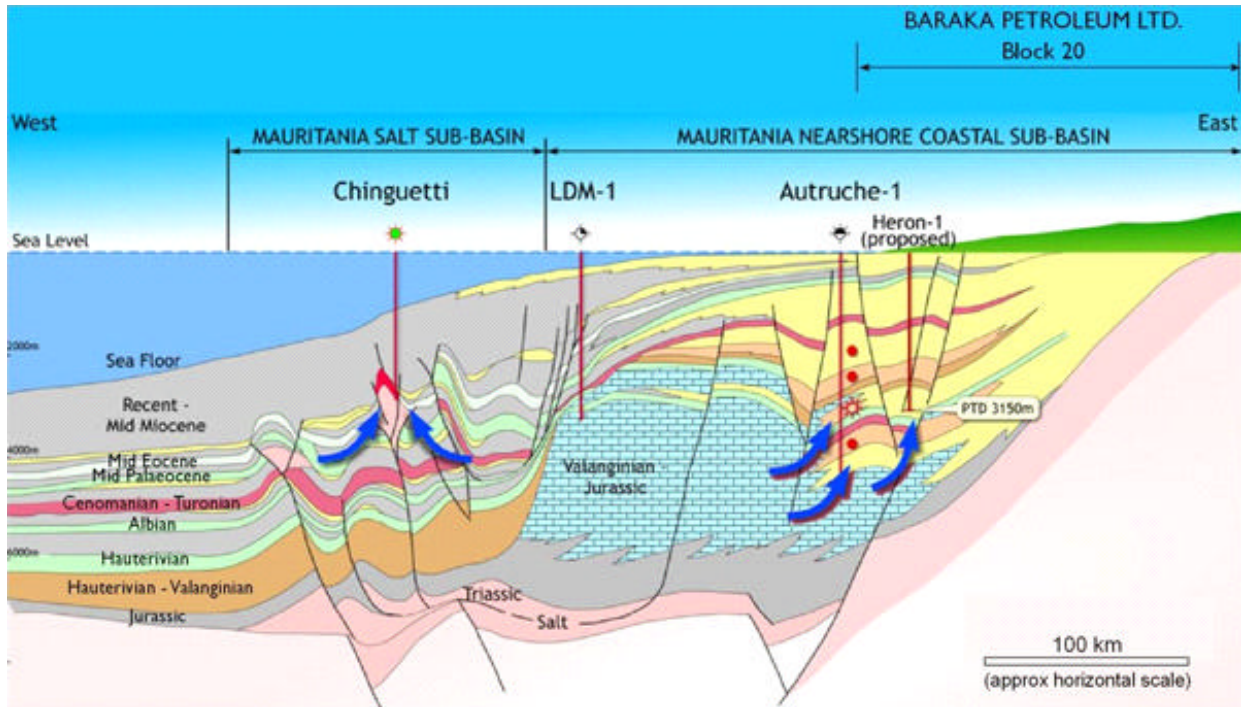 BARAKA PETROLEUM LTD.
Block 20
West
East
MAURITANIA SALT SUB-BASIN
MAURITANIA NEARSHORE COASTAL SUB-BASIN
Chinguetti
LDM-1
Autruche-1
Heron-1
(proposed)
Sea Level
2000m
Sea Floor
Recent -
Mid Miocene
PTD 3150m
4000m
Mid Eocene
Mid Palaeocene
Valanginian -
Jurassic
Cenomanian - Turonian
Albian
6000m
Hauterivian
Hauterivian - Valanginian
Triassic
Jurassic
Salt
100 km
(approx horizontal scale)